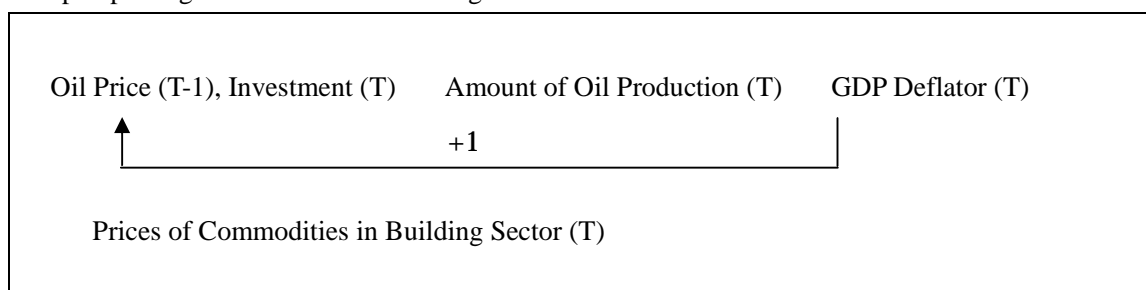 Oil Price (T-1), Investment (T) Amount of Oil Production (T) GDP Deflator (T)
+1
Prices of Commodities in Building Sector (T)